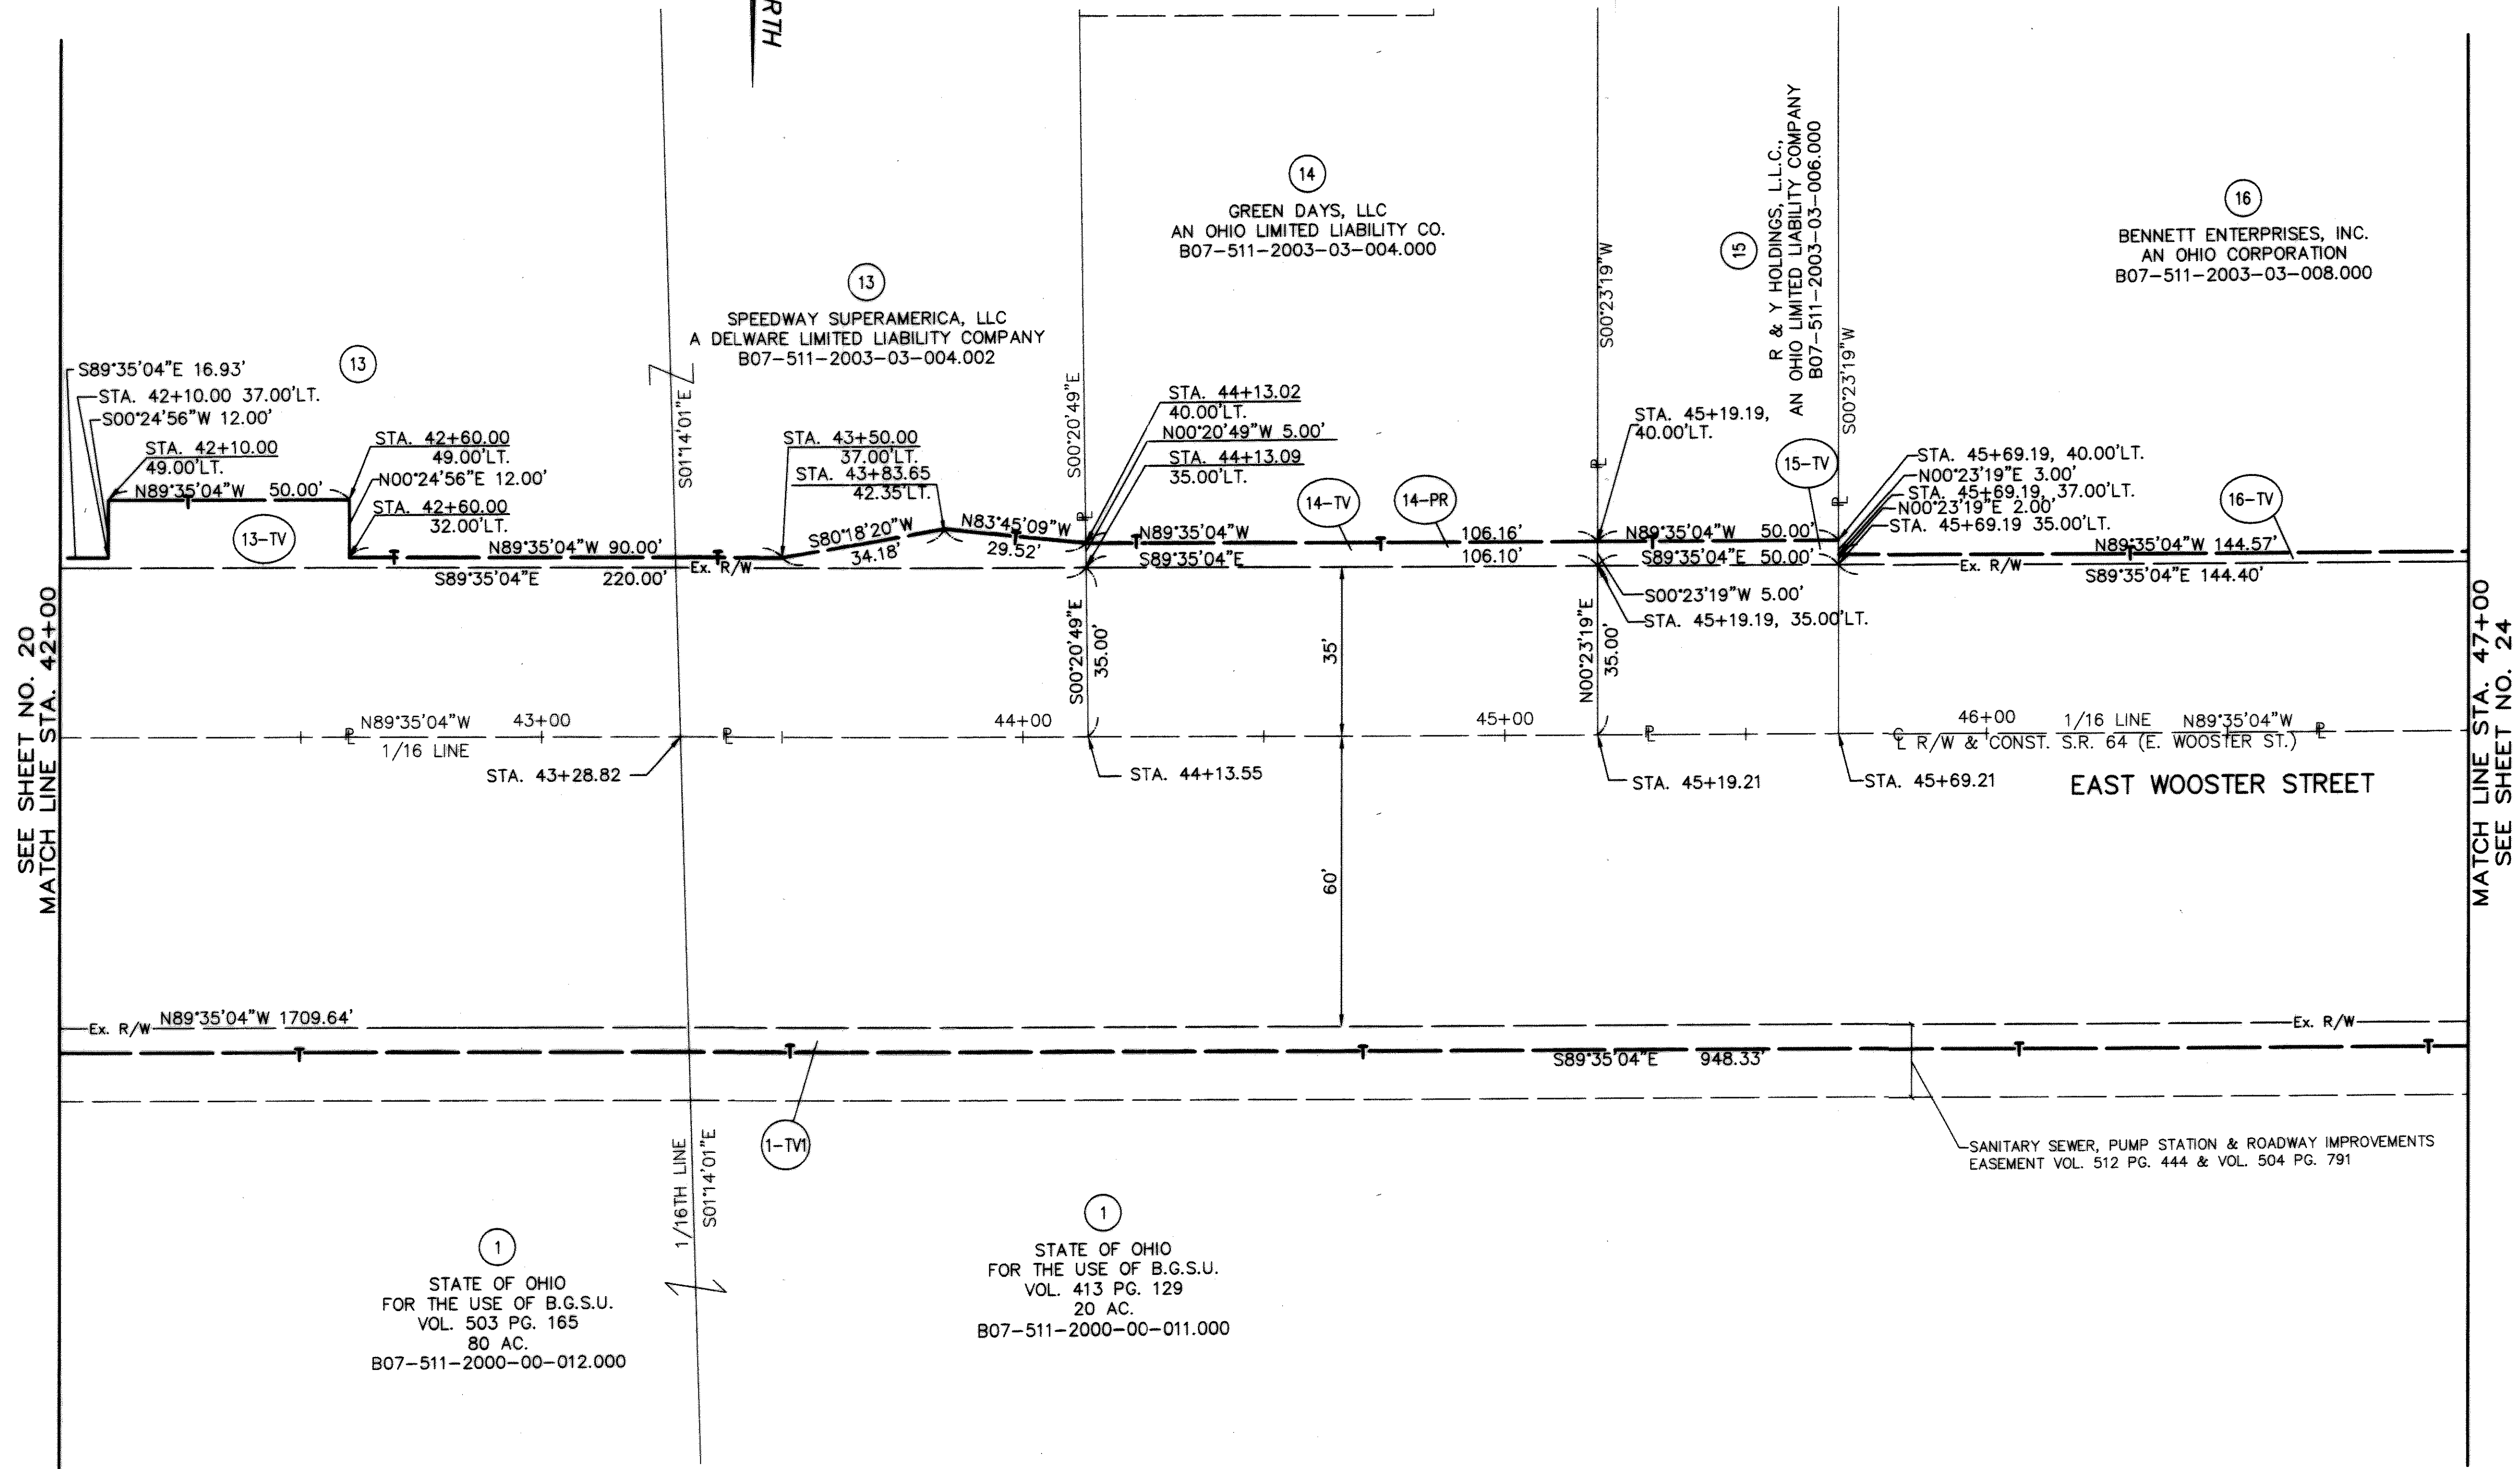 RTH
14
GREEN DAYS, LLC
AN OHIO LIMITED LIABILITY CO.
B07-511-2003-03-004.000
R & Y HOLDINGS, L.L.C.,
AN OHIO LIMITED LIABILITY COMPANY
B07-511-2003-03-006.000
15
16
BENNETT ENTERPRISES, INC.
AN OHIO CORPORATION
B07-511-2003-03-008.000
13
SPEEDWAY SUPERAMERICA, LLC
A DELWARE LIMITED LIABILITY COMPANY
B07-511-2003-03-004.002
13
S89°35'04"E 16.93'
STA. 42+10.00 37.00'LT.
S00°24'56"W 12.00'
STA. 42+10.00
49.00'LT.
N89°35'04"W 50.00'
13-TV
STA. 42+60.00
49.00'LT.
N00°24'56"E 12.00'
STA. 42+60.00
32.00'LT.
N89°35'04"W 90.00'
S89°35'04"E 220.00'
Ex. R/W
S01°14'01"E
STA. 43+50.00
37.00'LT.
STA. 43+83.65
42.35'LT.
S80°18'20"W
34.18'
N83°45'09"W
29.52'
S00°20'49"E
STA. 44+13.02
40.00'LT.
N00°20'49"W 5.00'
STA. 44+13.09
35.00'LT.
14-TV
14-PR
N89°35'04"W 106.16'
S89°35'04"E 106.10'
S00°23'19"W
STA. 45+19.19,
40.00'LT.
15-TV
N89°35'04"W 50.00'
S89°35'04"E 50.00'
S00°23'19"W 5.00'
STA. 45+19.19, 35.00'LT.
S00°23'19"W
STA. 45+69.19, 40.00'LT.
N00°23'19"E 3.00'
STA. 45+69.19, 37.00'LT.
N00°23'19"E 2.00'
STA. 45+69.19 35.00'LT.
16-TV
N89°35'04"W 144.57'
Ex. R/W
S89°35'04"E 144.40'
SEE SHEET NO. 20
MATCH LINE STA. 42+00
S00°20'49"E
35.00'
35'
N00°23'19"E
35.00'
MATCH LINE STA. 47+00
SEE SHEET NO. 24
N89°35'04"W
1/16 LINE
43+00
44+00
45+00
46+00
1/16 LINE N89°35'04"W
R/W & CONST. S.R. 64 (E. WOOSTER ST.)
STA. 43+28.82
STA. 44+13.55
STA. 45+19.21
STA. 45+69.21
EAST WOOSTER STREET
60'
Ex. R/W
N89°35'04"W 1709.64'
Ex. R/W
S89°35'04"E 948.33'
1-TV1
1/16TH LINE
S01°14'01"E
SANITARY SEWER, PUMP STATION & ROADWAY IMPROVEMENTS
EASEMENT VOL. 512 PG. 444 & VOL. 504 PG. 791
1
STATE OF OHIO
FOR THE USE OF B.G.S.U.
VOL. 503 PG. 165
80 AC.
B07-511-2000-00-012.000
1
STATE OF OHIO
FOR THE USE OF B.G.S.U.
VOL. 413 PG. 129
20 AC.
B07-511-2000-00-011.000